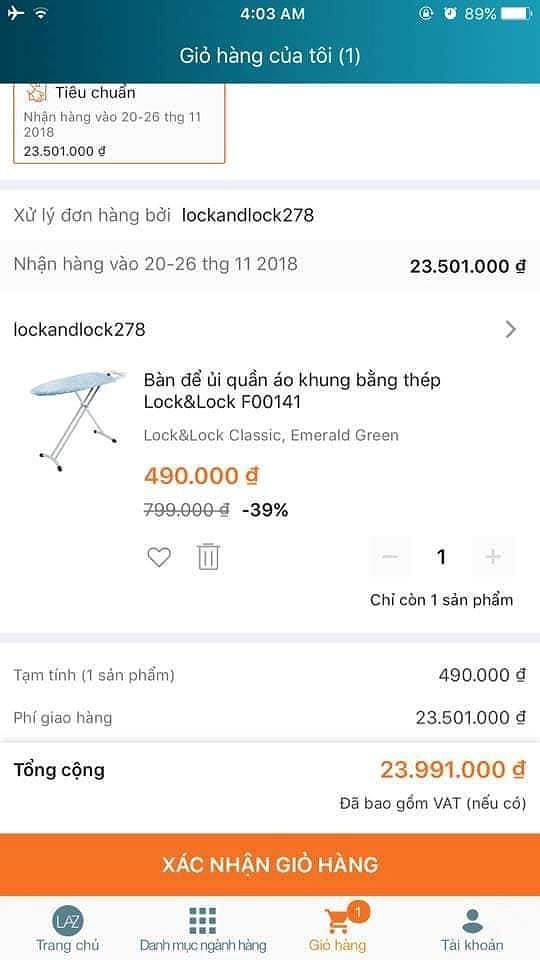 4:03 AM
89%
Giỏ hàng của tôi (1)
Tiêu chuẩn
Nhận hàng vào 20-26 thg 11
2018
23.501.000 ₫
Xử lý đơn hàng bởi lockandlock278
Nhận hàng vào 20-26 thg 11 2018
23.501.000 ₫
lockandlock278
Bàn để ủi quần áo khung bằng thép
Lock&Lock F00141
Lock&Lock Classic, Emerald Green
490.000 ₫
799.000 ₫ -39%
1
Chỉ còn 1 sản phẩm
Tạm tính (1 sản phẩm)
490.000 ₫
Phí giao hàng
23.501.000 ₫
Tổng cộng
23.991.000 ₫
Đã bao gồm VAT (nếu có)
XÁC NHẬN GIỎ HÀNG
LAZ
1
Trang chủ
Danh mục ngành hàng
Giỏ hàng
Tài khoản